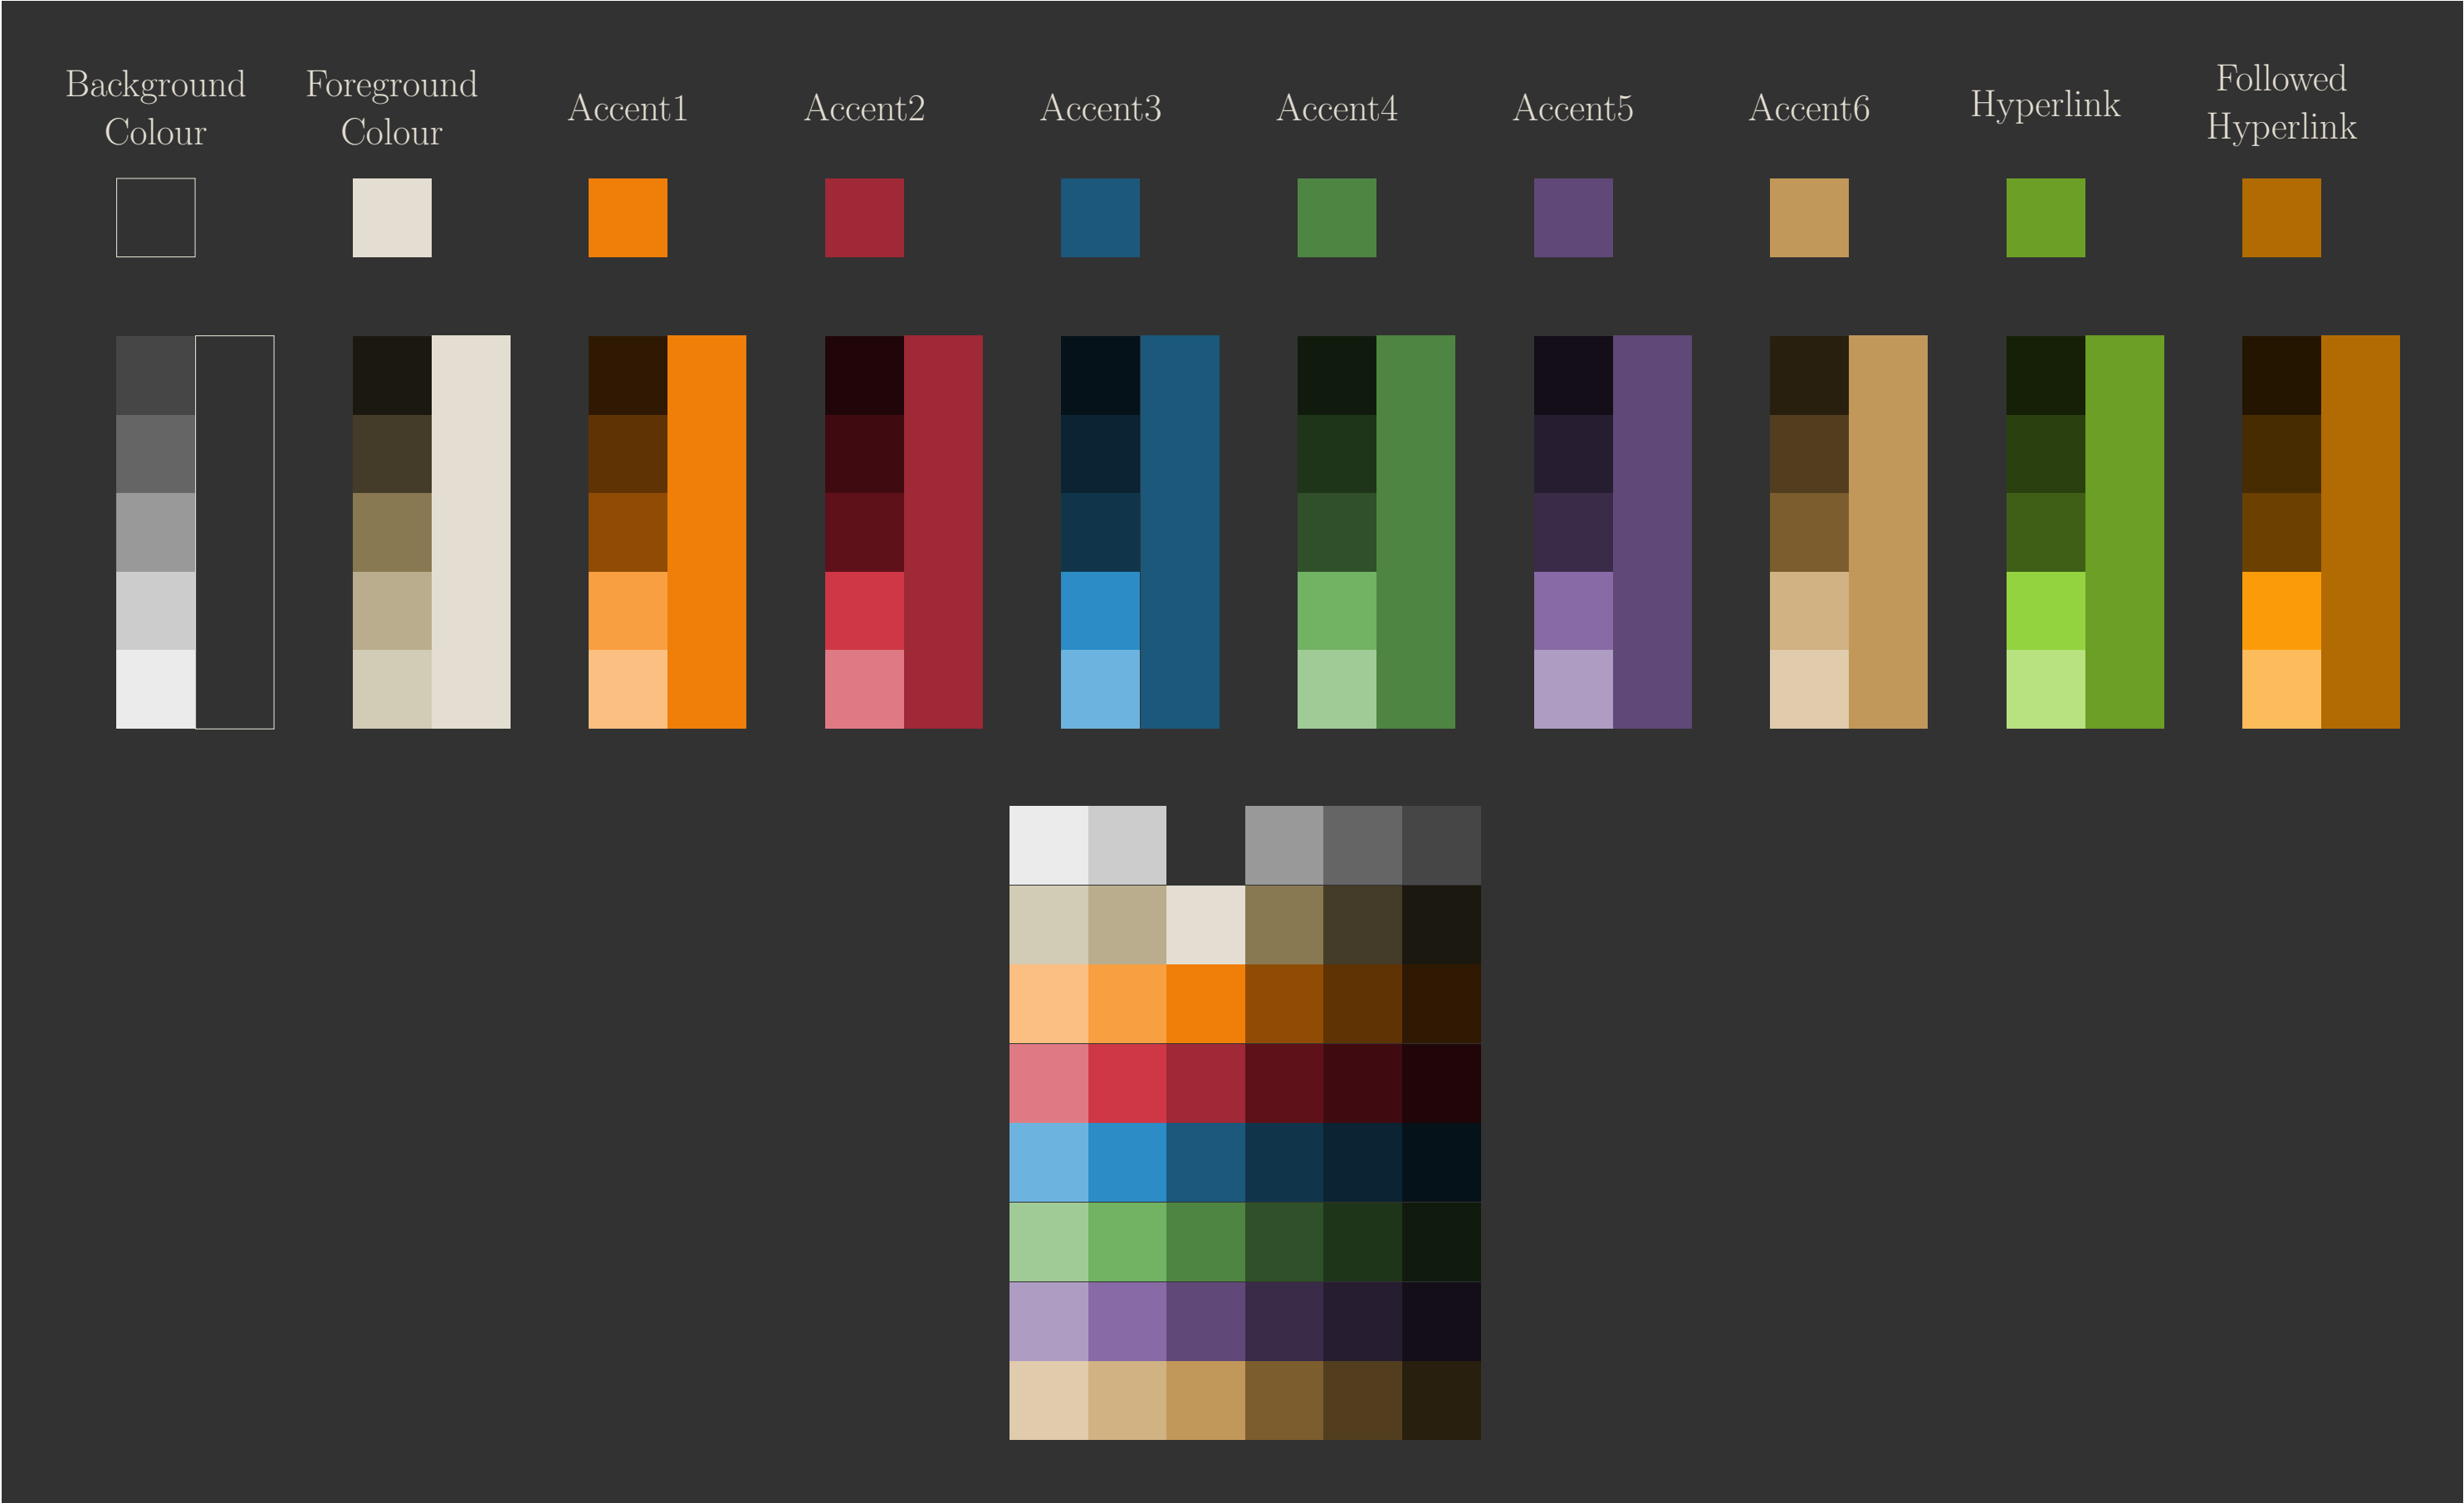 Background
Colour
Foreground
Colour
Accent1
Accent2
Accent3
Accent4
Accent5
Accent6
Hyperlink
Followed
Hyperlink